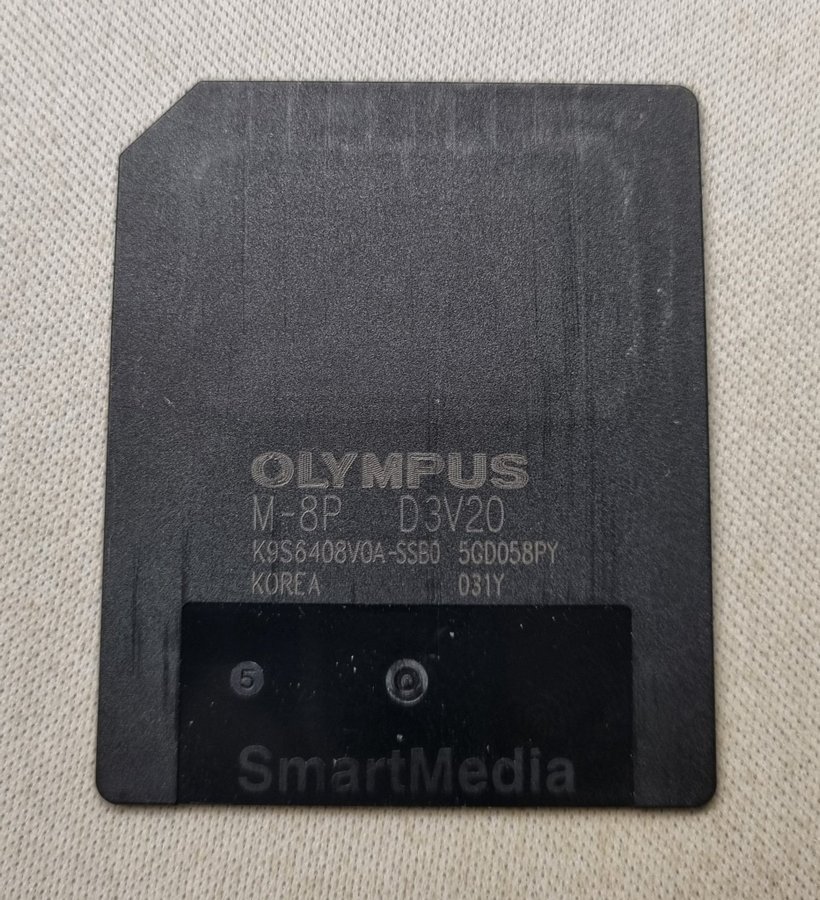 OLYMPUS
M-8P D3V20
K9S6408V0A-SSB0 5GD058PY
KOREA 031Y
5
SmartMedia